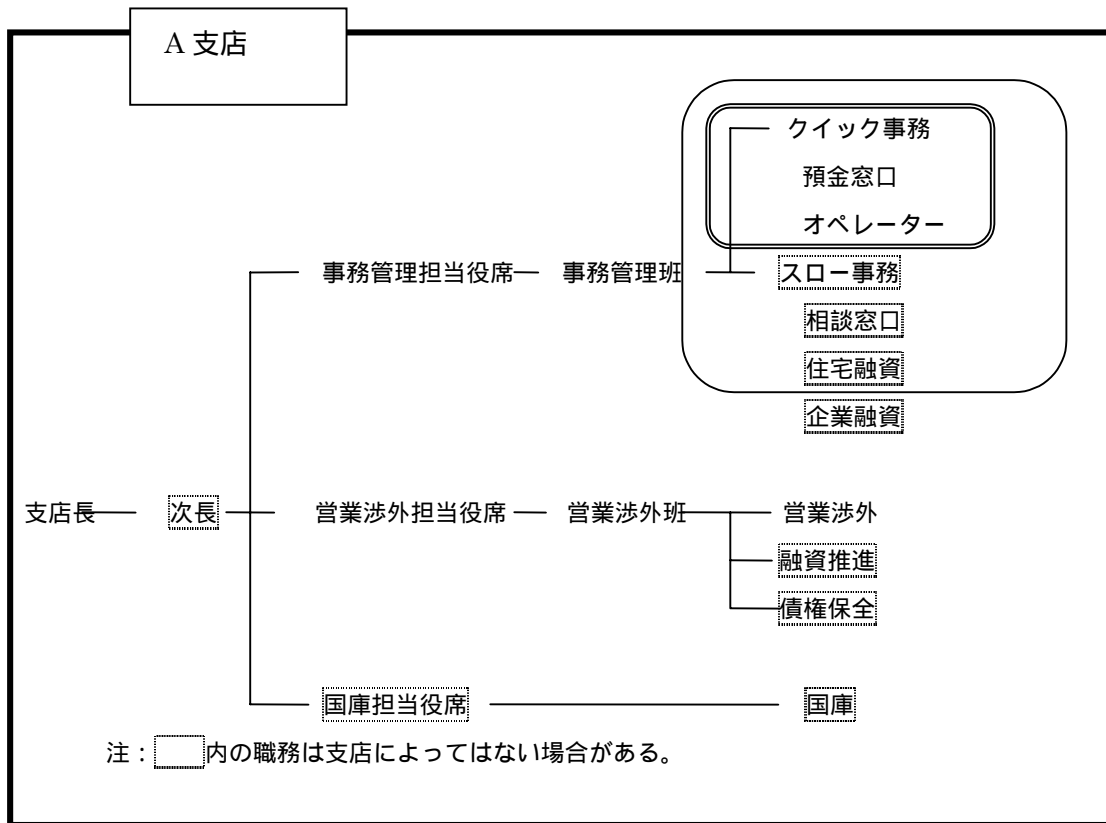 A 支店
クイック事務
預金窓口
オペレーター
事務管理担当役席 事務管理班 スロー事務
相談窓口
住宅融資
企業融資
支店長 次長 営業渉外担当役席 営業渉外班 営業渉外
融資推進
債権保全
国庫担当役席 国庫
注: 内の職務は支店によってはない場合がある。